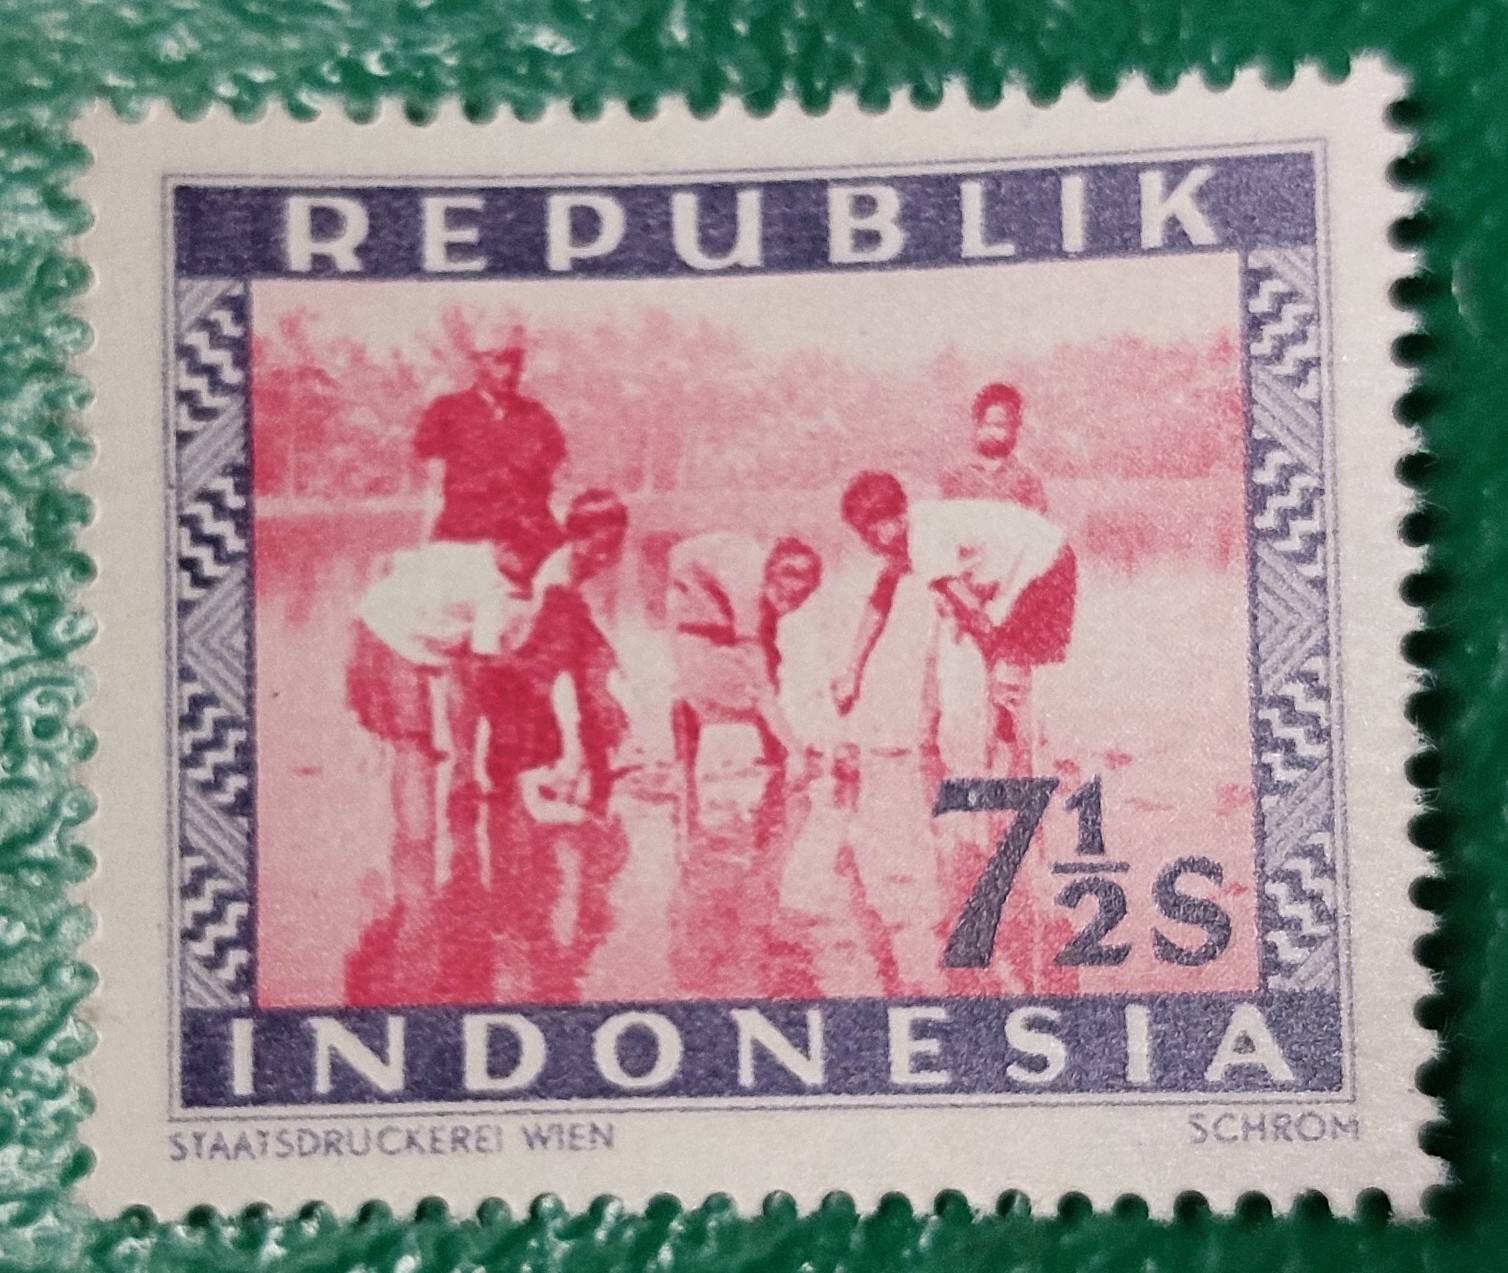 REPUBLIK
7½S
INDONESIA
STAATSDRUCKEREI WIEN
SCHROM